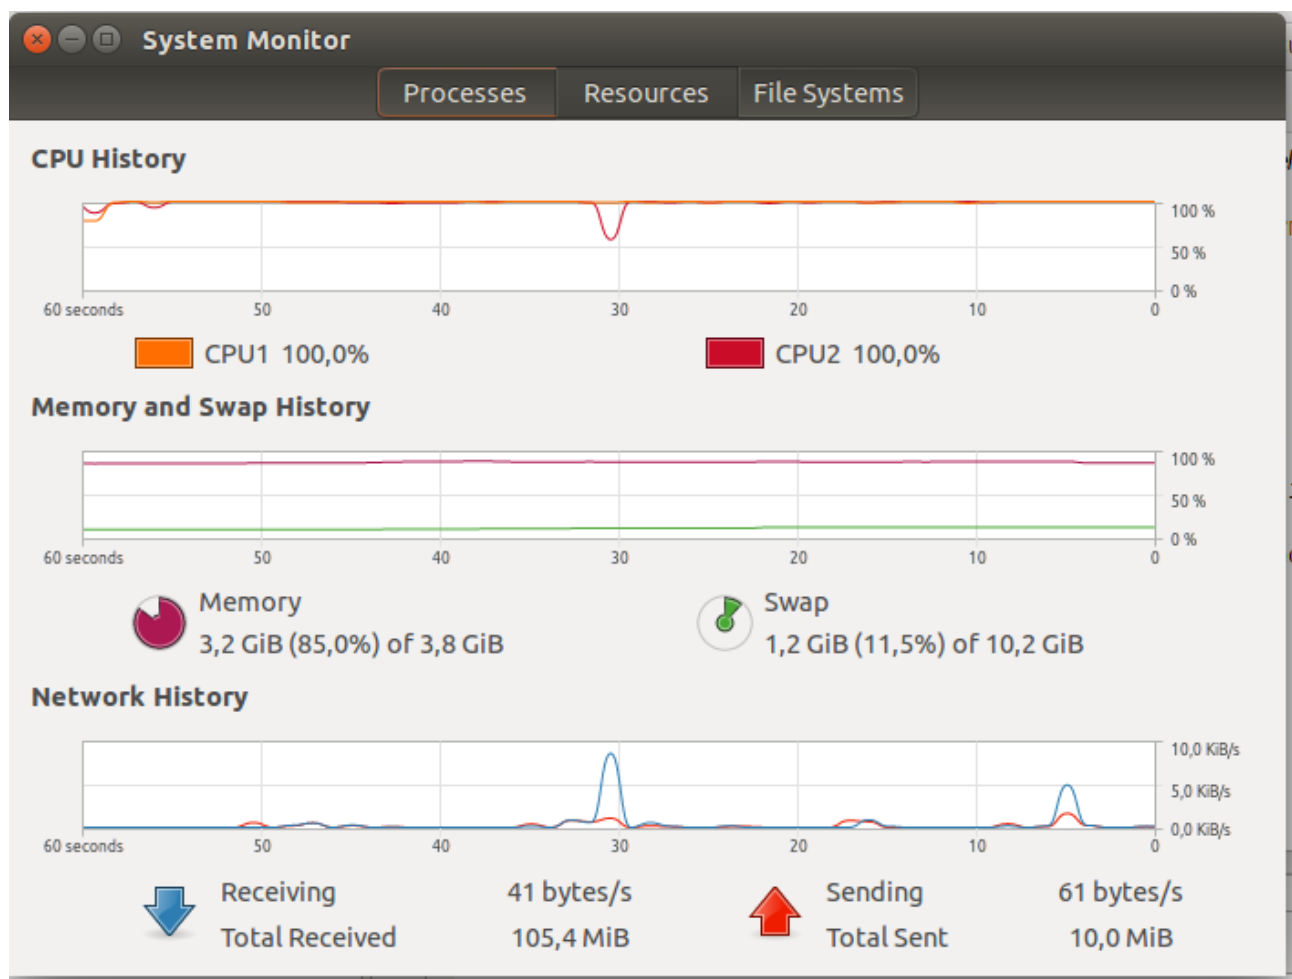 System Monitor
Processes Resources File Systems
CPU History
100 %
50 %
0 %
60 seconds 50 40 30 20 10 0
CPU1 100,0% CPU2 100,0%
Memory and Swap History
100 %
50 %
0 %
60 seconds 50 40 30 20 10 0
Memory Swap
3,2 GiB (85,0%) of 3,8 GiB 1,2 GiB (11,5%) of 10,2 GiB
Network History
10,0 KiB/s
5,0 KiB/s
0,0 KiB/s
60 seconds 50 40 30 20 10 0
Receiving 41 bytes/s Sending 61 bytes/s
Total Received 105,4 MiB Total Sent 10,0 MiB